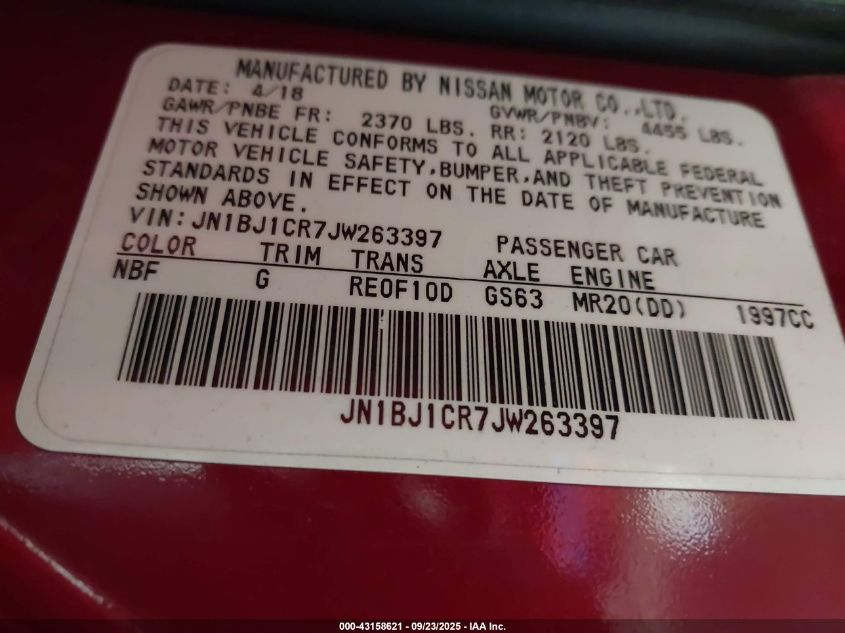 MANUFACTURED BY NISSAN MOTOR CO.,LTD.
DATE: 4/18 GVWR/PNBV: 4455 LBS.
GAWR/PNBE FR: 2370 LBS. RR: 2120 LBS.
THIS VEHICLE CONFORMS TO ALL APPLICABLE FEDERAL
MOTOR VEHICLE SAFETY,BUMPER,AND THEFT PREVENTION
STANDARDS IN EFFECT ON THE DATE OF MANUFACTURE
SHOWN ABOVE.
VIN: JN1BJ1CR7JW263397 PASSENGER CAR
COLOR TRIM TRANS AXLE ENGINE
NBF G RE0F10D GS63 MR20(DD) 1997CC
JN1BJ1CR7JW263397
000-43158621 - 09/23/2025 - IAA Inc.